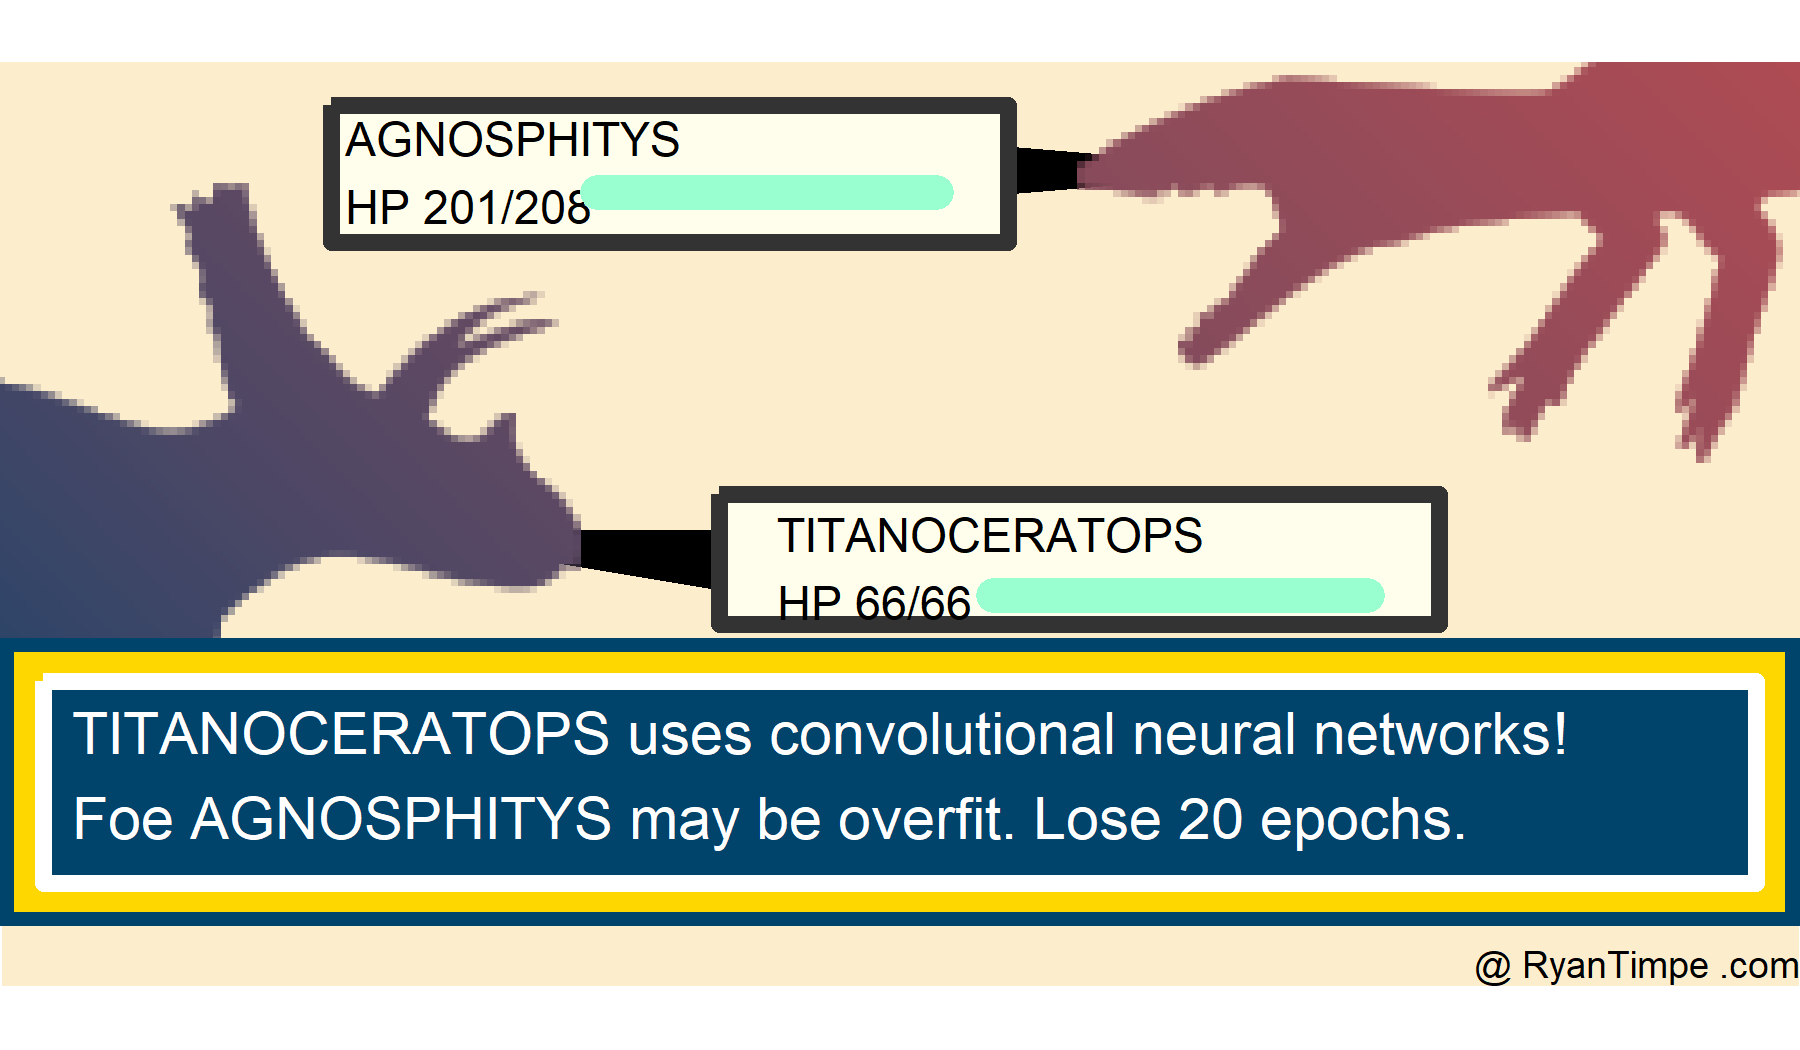 AGNOSPHITYS
HP 201/208
TITANOCERATOPS
HP 66/66
TITANOCERATOPS uses convolutional neural networks!
Foe AGNOSPHITYS may be overfit. Lose 20 epochs.
@ RyanTimpe .com